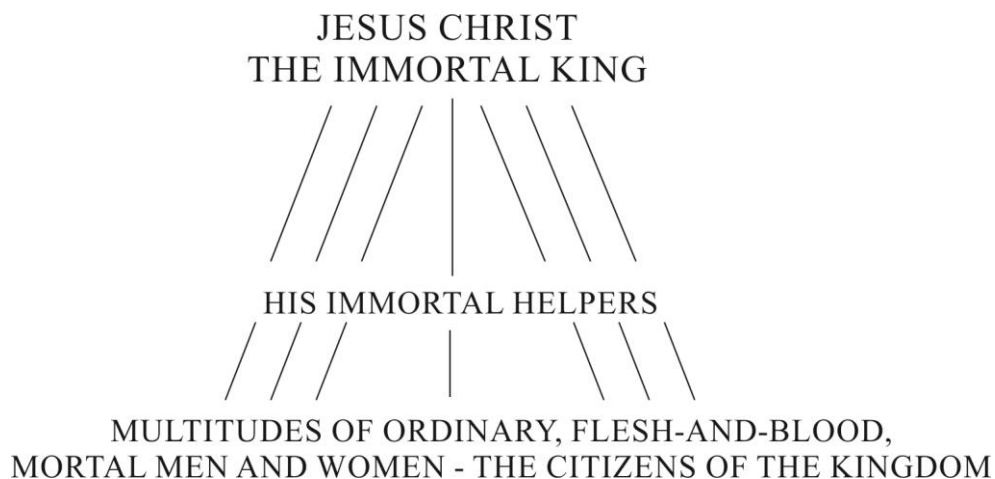 JESUS CHRIST
THE IMMORTAL KING
HIS IMMORTAL HELPERS
MULTITUDES OF ORDINARY, FLESH-AND-BLOOD,
MORTAL MEN AND WOMEN - THE CITIZENS OF THE KINGDOM